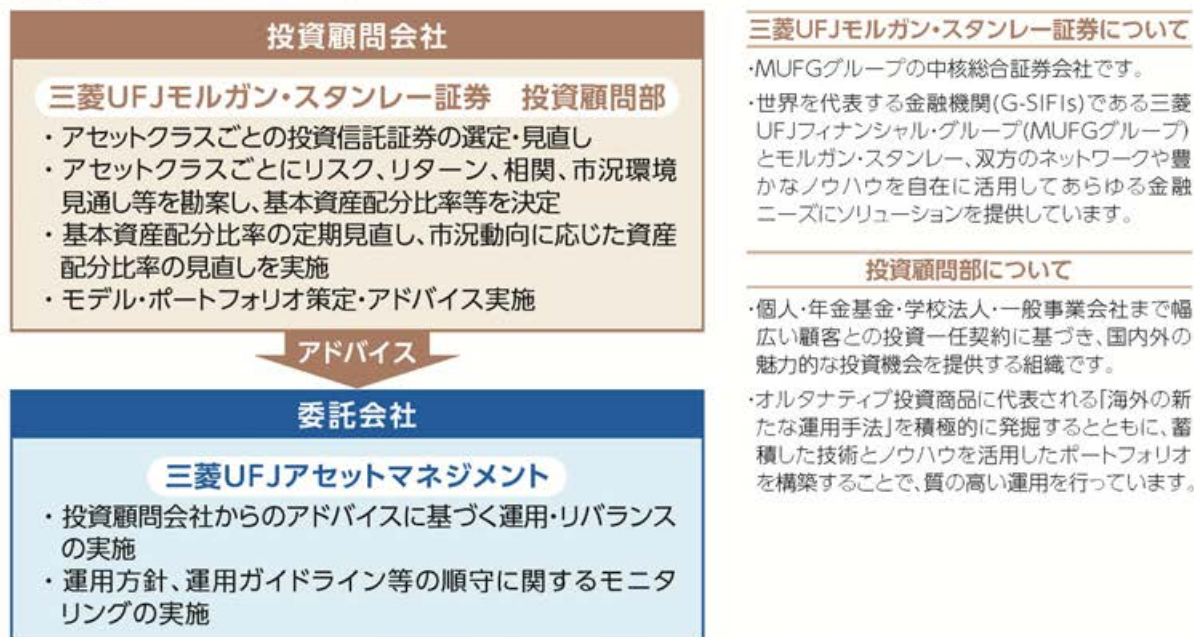 投資顧問会社
三菱UFJモルガン・スタンレー証券　投資顧問部
・アセットクラスごとの投資信託証券の選定・見直し
・アセットクラスごとにリスク、リターン、相関、市況環境
見通し等を勘案し、基本資産配分比率等を決定
・基本資産配分比率の定期見直し、市況動向に応じた資産
配分比率の見直しを実施
・モデル・ポートフォリオ策定・アドバイス実施
アドバイス
委託会社
三菱UFJアセットマネジメント
・投資顧問会社からのアドバイスに基づく運用・リバランス
の実施
・運用方針、運用ガイドライン等の順守に関するモニタ
リングの実施
三菱UFJモルガン・スタンレー証券について
・MUFGグループの中核総合証券会社です。
・世界を代表する金融機関(G-SIFIs)である三菱
UFJフィナンシャル・グループ(MUFGグループ)
とモルガン・スタンレー、双方のネットワークや豊
かなノウハウを自在に活用してあらゆる金融
ニーズにソリューションを提供しています。
投資顧問部について
・個人・年金基金・学校法人・一般事業会社まで幅
広い顧客との投資一任契約に基づき、国内外の
魅力的な投資機会を提供する組織です。
・オルタナティブ投資商品に代表される「海外の新
たな運用手法」を積極的に発掘するとともに、蓄
積した技術とノウハウを活用したポートフォリオ
を構築することで、質の高い運用を行っています。